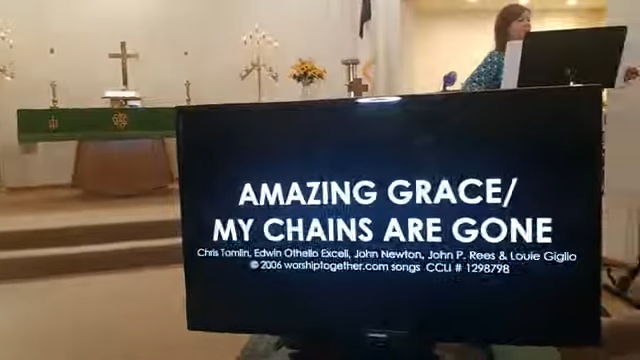 AMAZING GRACE/
MY CHAINS ARE GONE
Chris Tomlin, Edwin Othello Excell, John Newton, John P. Rees & Louie Giglio
© 2006 worshiptogether.com songs CCLI # 1298798